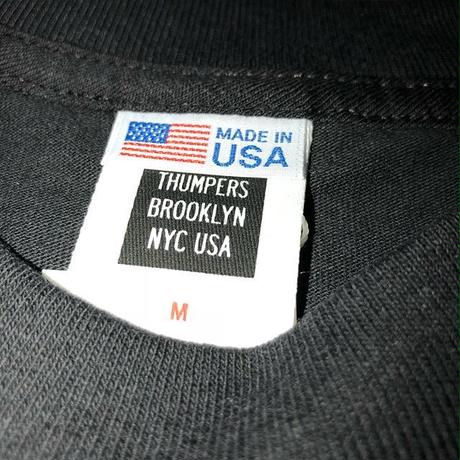 MADE IN
USA
THUMPERS
BROOKLYN
NYC USA
M